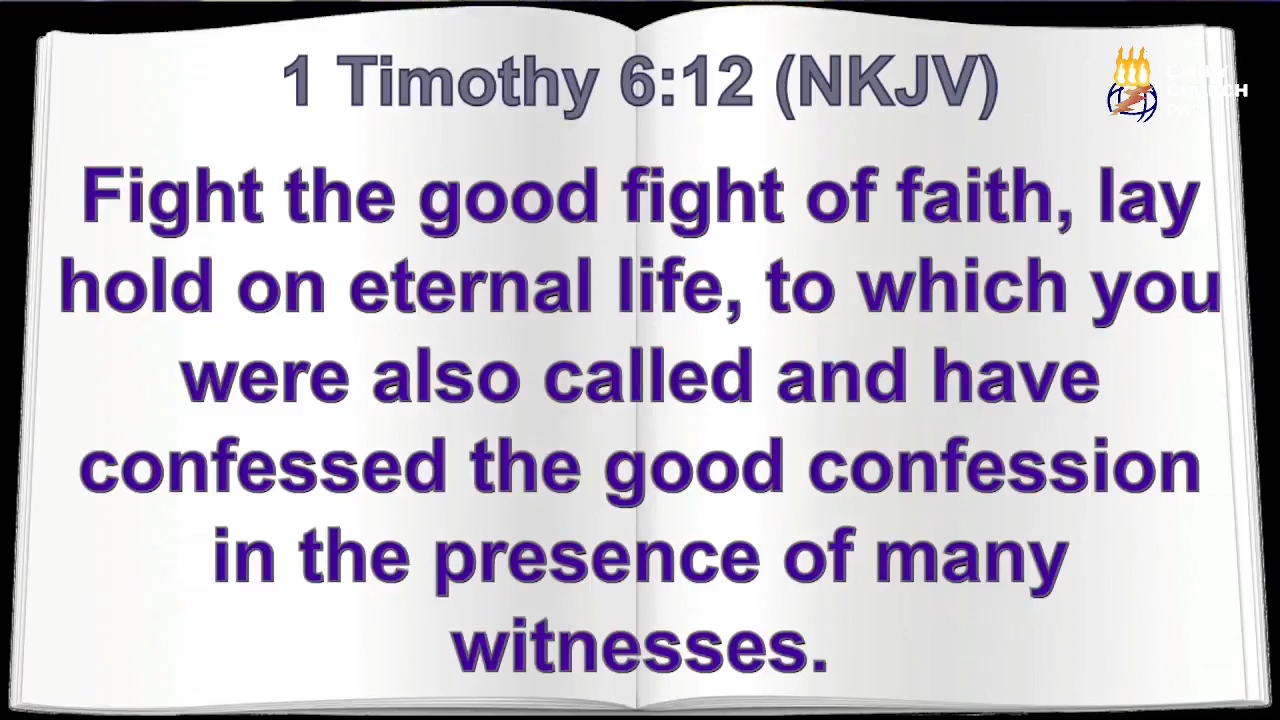 1 Timothy 6:12 (NKJV)
Fight the good fight of faith, lay
hold on eternal life, to which you
were also called and have
confessed the good confession
in the presence of many
witnesses.